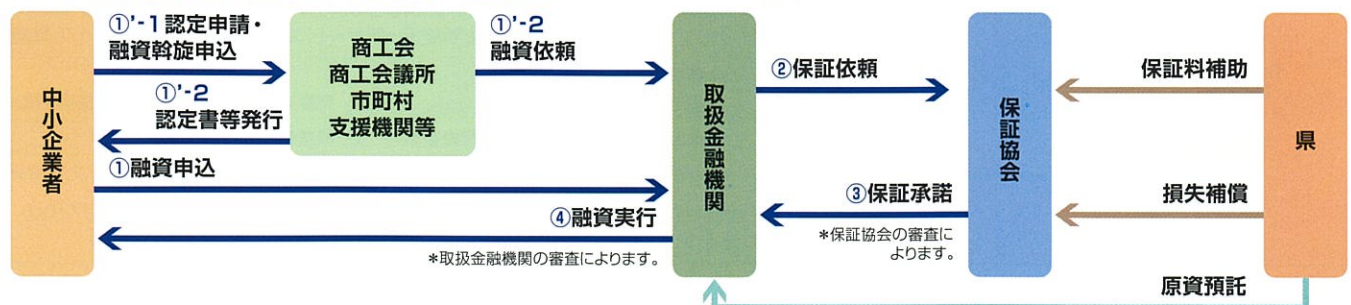 中小企業者
①’-1 認定申請・
融資斡旋申込
①’-2
認定書等発行
商工会
商工会議所
市町村
支援機関等
①’-2
融資依頼
①融資申込
④融資実行
*取扱金融機関の審査によります。
取扱金融機関
②保証依頼
③保証承諾
*保証協会の審査に
よります。
保証協会
保証料補助
損失補償
原資預託
県